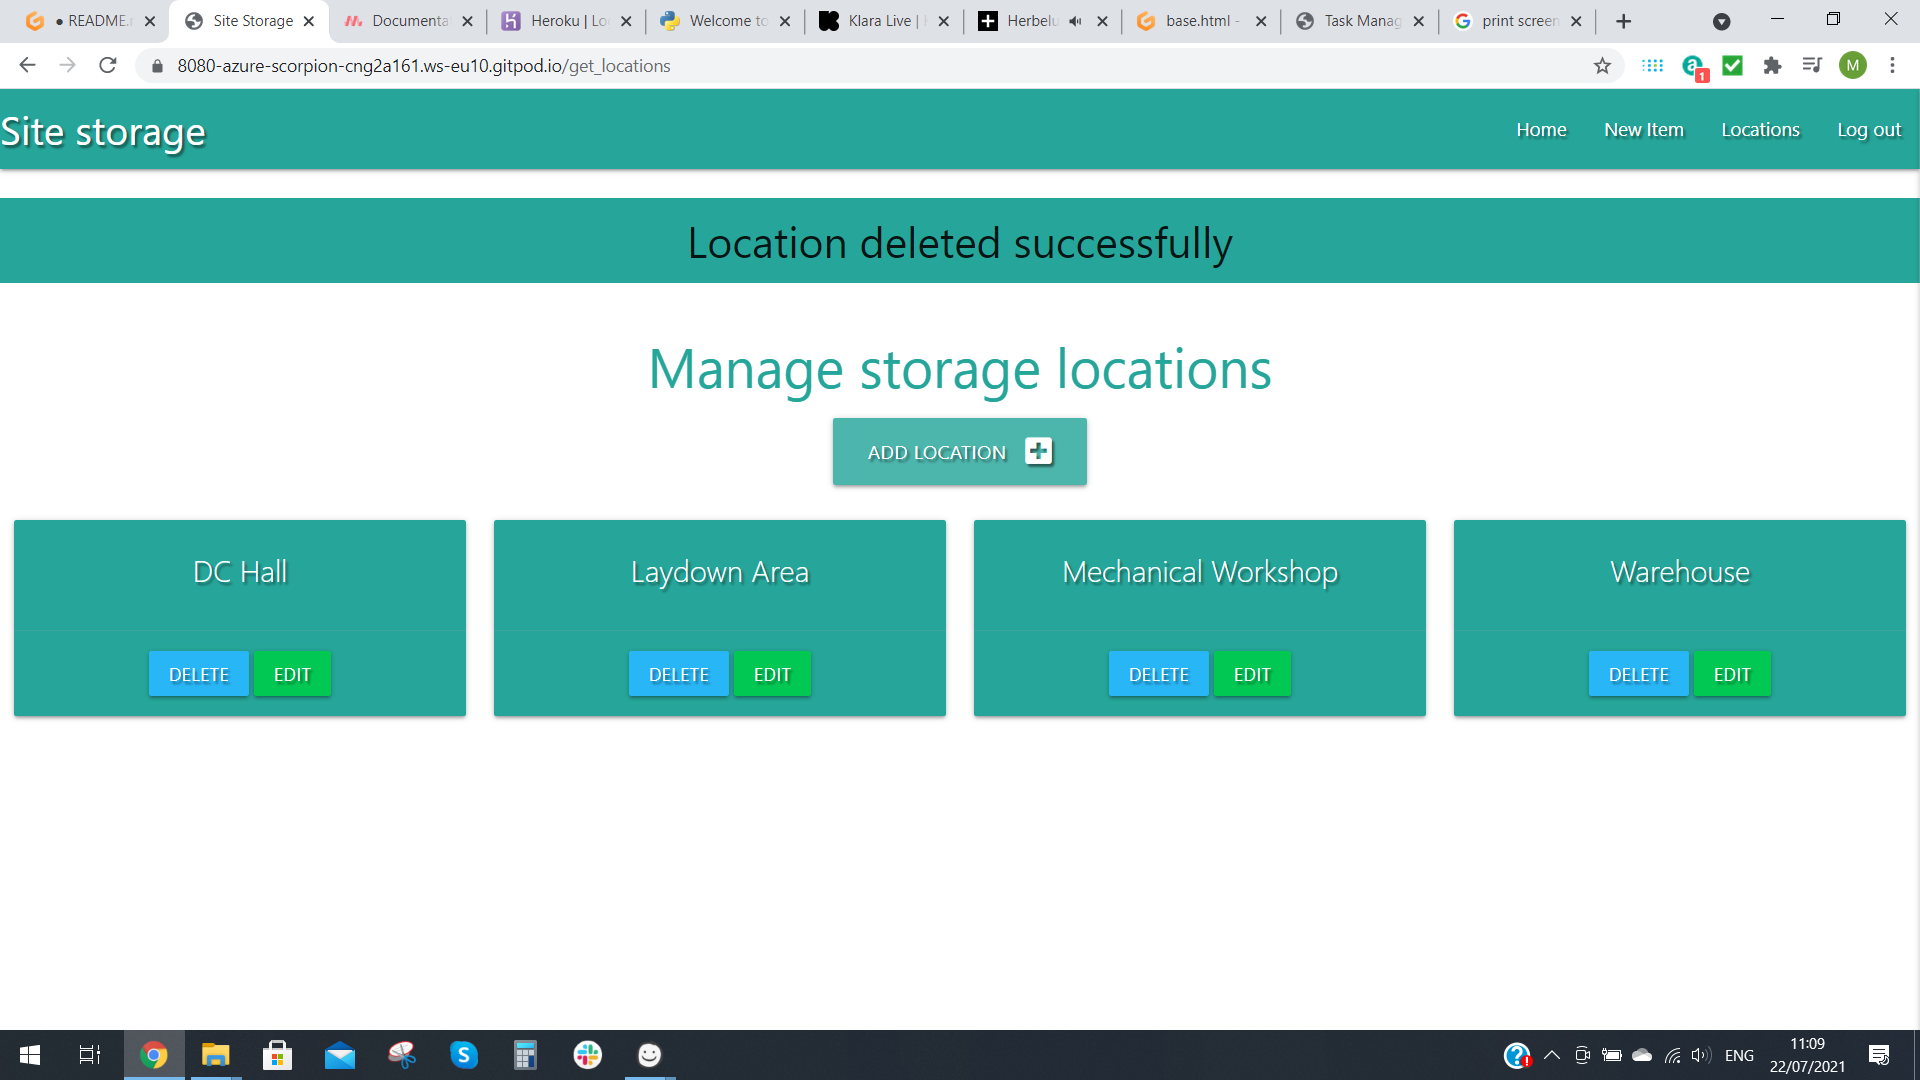 README.
Site Storage
Documenta
Heroku | Lo
Welcome to
Klara Live |
Herbelu
base.html -
Task Manag
print screen
8080-azure-scorpion-cng2a161.ws-eu10.gitpod.io/get_locations
1
M
Site storage
Home
New Item
Locations
Log out
Location deleted successfully
Manage storage locations
ADD LOCATION
DC Hall
Laydown Area
Mechanical Workshop
Warehouse
DELETE EDIT
DELETE EDIT
DELETE EDIT
DELETE EDIT
ENG
11:09
22/07/2021